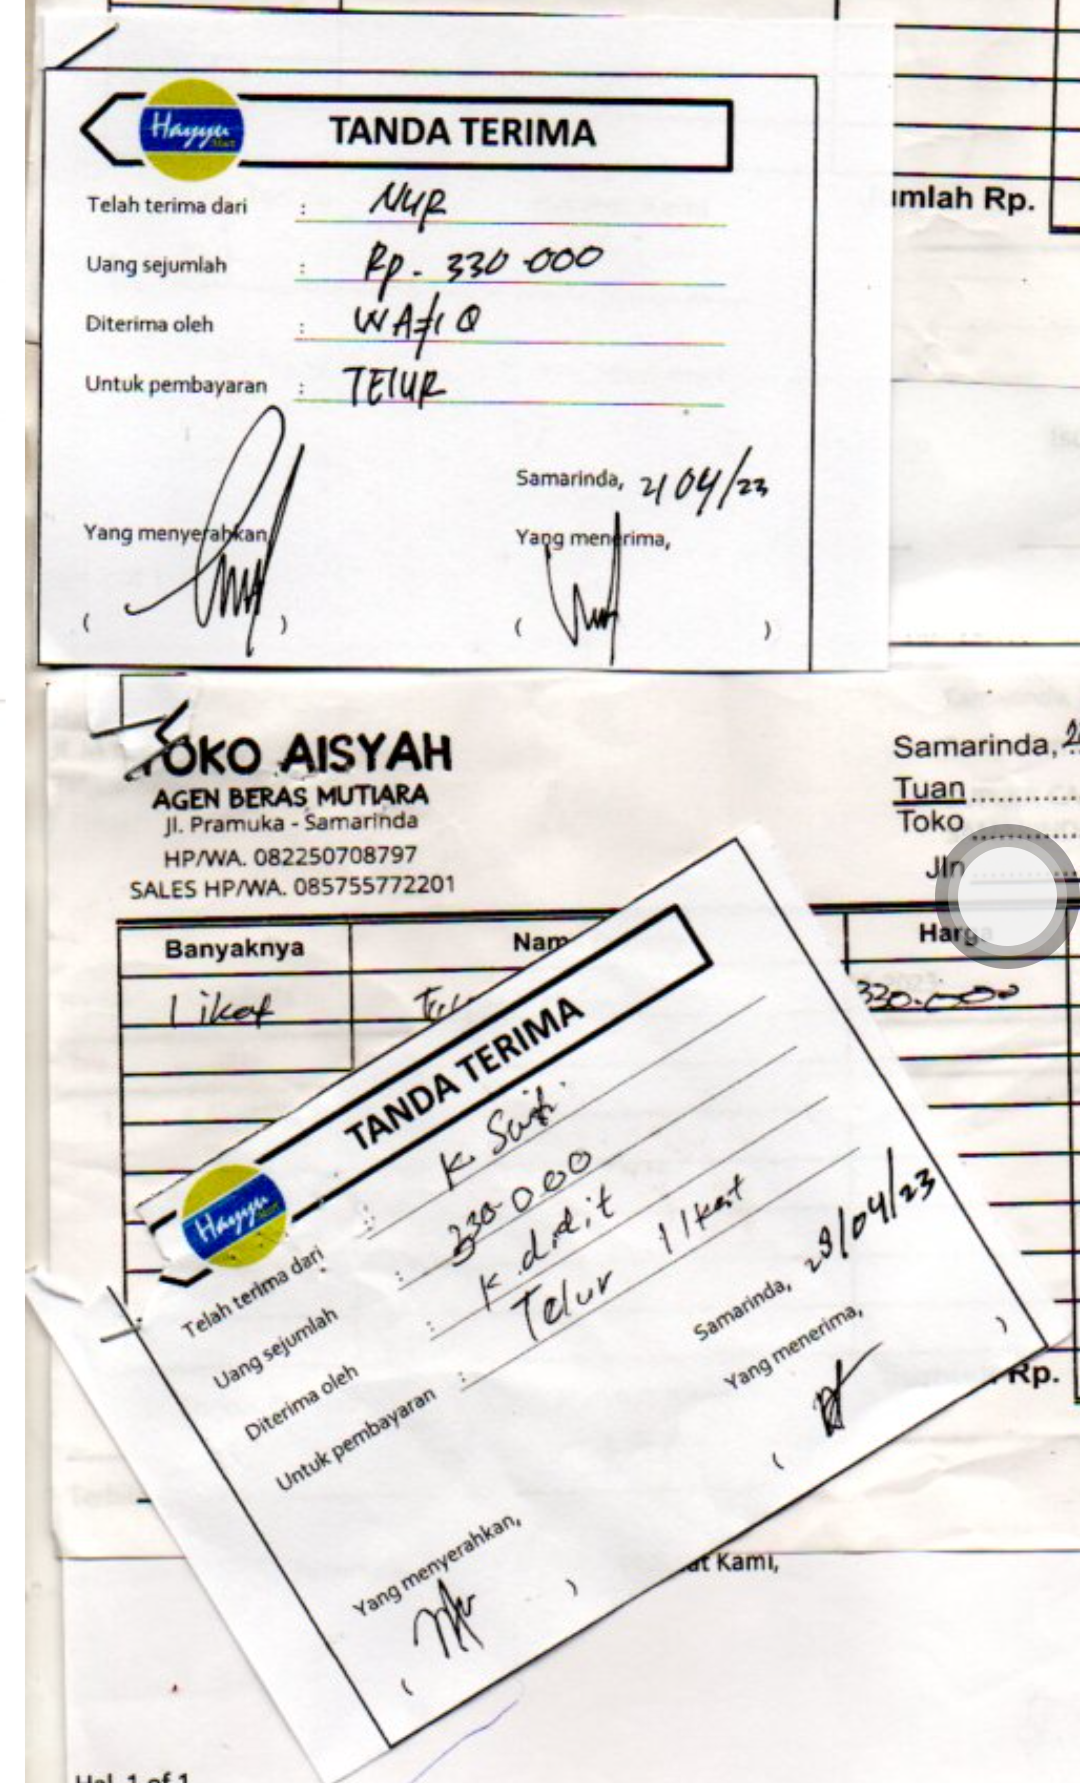 Hayyu
Mart
TANDA TERIMA
Telah terima dari : NUR
Uang sejumlah : Rp. 330.000
Diterima oleh : WAFIQ
Untuk pembayaran : TELUR
Samarinda, 21 04/23
Yang menyerahkan
Yang menerima,
( )
( )
mlah Rp.
TOKO AISYAH
AGEN BERAS MUTIARA
Jl. Pramuka - Samarinda
HP/WA. 082250708797
SALES HP/WA. 085755772201
Samarinda,
Tuan
Toko
Jln
Banyaknya Nam Harga
1 ikat 330.000
Rp.
Hayyu
Mart
TANDA TERIMA
Telah terima dari :
Uang sejumlah : 330.000
Diterima oleh : K. didit
Untuk pembayaran : Telur 1 Ikat
Samarinda, 29/04/23
Yang menerima,
Yang menyerahkan,
( )
( )
at Kami,
Hal. 1 of 1